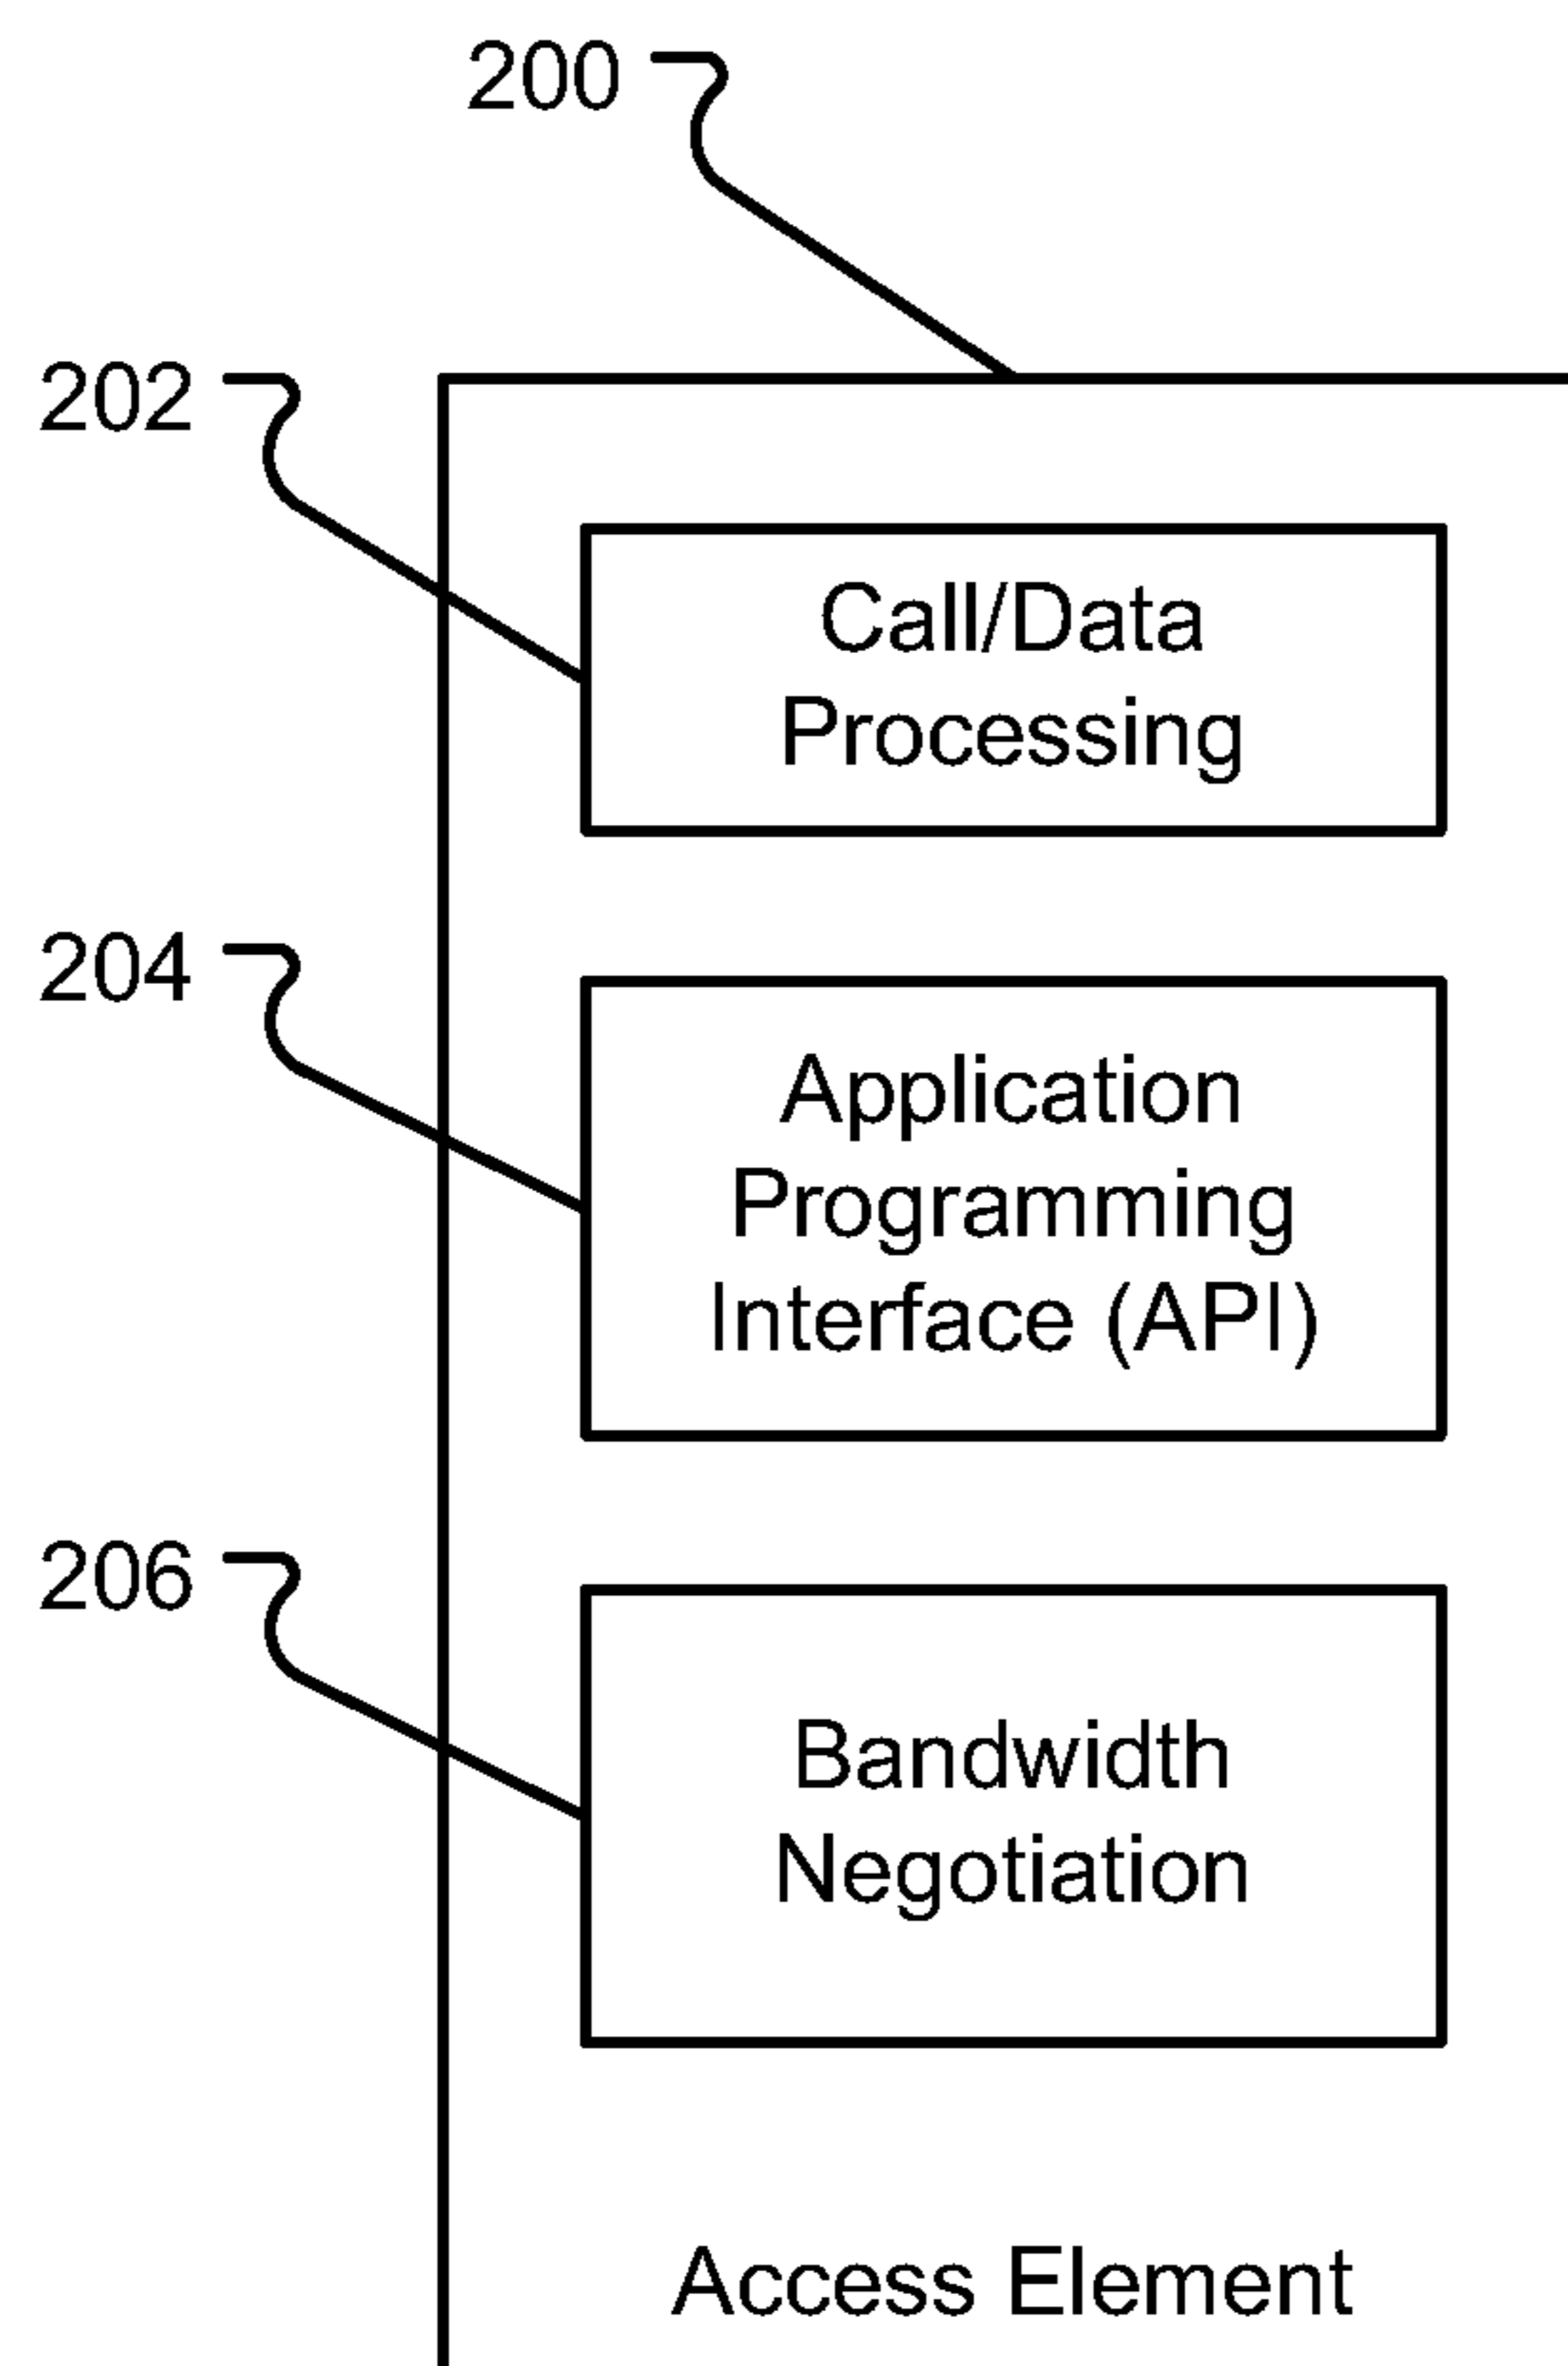 200
202
Call/Data
Processing
204
Application
Programming
Interface (API)
206
Bandwidth
Negotiation
Access Element